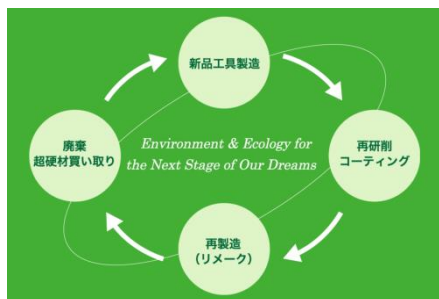 新品工具製造
廃棄
超硬材買い取り
Environment & Ecology for
the Next Stage of Our Dreams
再研削
コーティング
再製造
（リメーク）